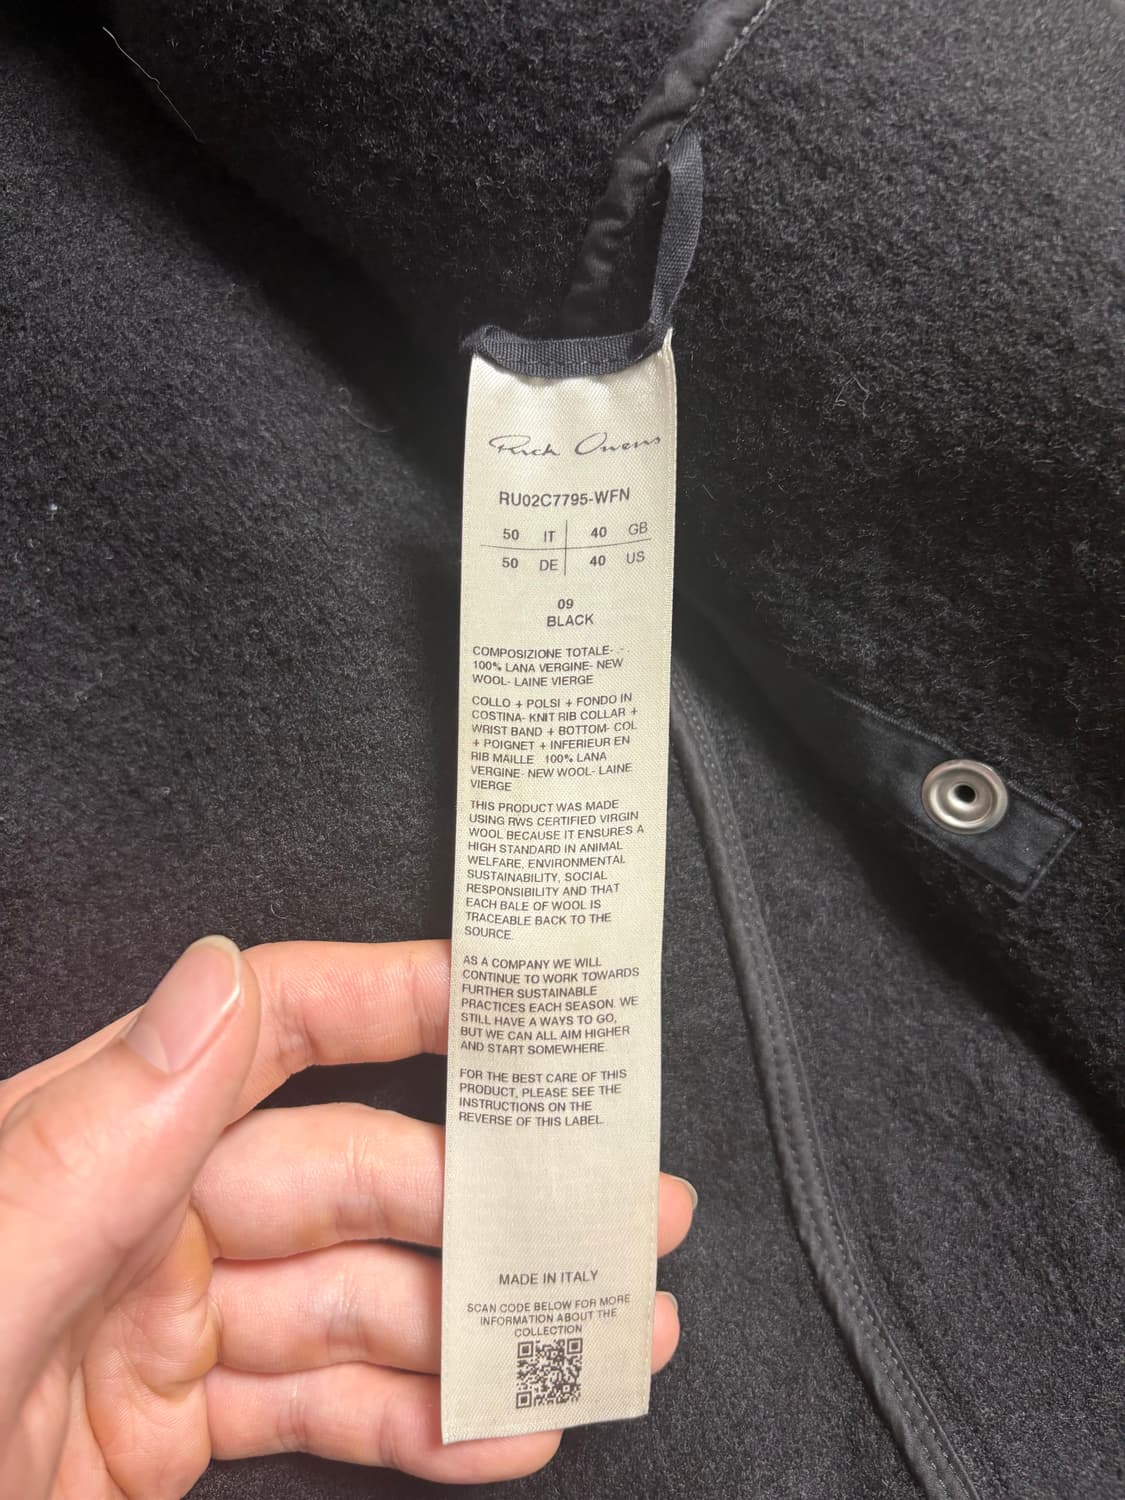 Rick Owens
RU02C7795-WFN
50 IT 40 GB
50 DE 40 US
09
BLACK
COMPOSIZIONE TOTALE- - -
100% LANA VERGINE- NEW
WOOL- LAINE VIERGE
COLLO + POLSI + FONDO IN
COSTINA- KNIT RIB COLLAR +
WRIST BAND + BOTTOM- COL
+ POIGNET + INFERIEUR EN
RIB MAILLE 100% LANA
VERGINE- NEW WOOL- LAINE
VIERGE
THIS PRODUCT WAS MADE
USING RWS CERTIFIED VIRGIN
WOOL BECAUSE IT ENSURES A
HIGH STANDARD IN ANIMAL
WELFARE, ENVIRONMENTAL
SUSTAINABILITY, SOCIAL
RESPONSIBILITY AND THAT
EACH BALE OF WOOL IS
TRACEABLE BACK TO THE
SOURCE.
AS A COMPANY WE WILL
CONTINUE TO WORK TOWARDS
FURTHER SUSTAINABLE
PRACTICES EACH SEASON. WE
STILL HAVE A WAYS TO GO,
BUT WE CAN ALL AIM HIGHER
AND START SOMEWHERE.
FOR THE BEST CARE OF THIS
PRODUCT, PLEASE SEE THE
INSTRUCTIONS ON THE
REVERSE OF THIS LABEL.
MADE IN ITALY
SCAN CODE BELOW FOR MORE
INFORMATION ABOUT THE
COLLECTION